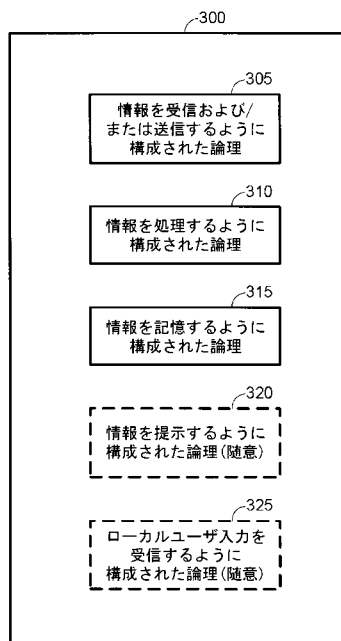 300
305
情報を受信および/
または送信するように
構成された論理
310
情報を処理するように
構成された論理
315
情報を記憶するように
構成された論理
320
情報を提示するように
構成された論理(随意)
325
ローカルユーザ入力を
受信するように
構成された論理(随意)